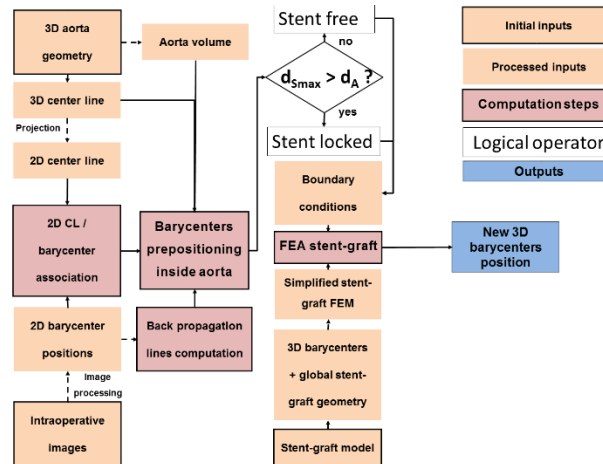 3D aorta
geometry
Aorta volume
3D center line
Projection
2D center line
2D CL /
barycenter
association
Barycenters
prepositioning
inside aorta
2D barycenter
positions
Back propagation
lines computation
Image
processing
Intraoperative
images
Stent free
no
dSmax > dA ?
yes
Stent locked
Boundary
conditions
FEA stent-graft
Simplified stent-
graft FEM
3D barycenters
+ global stent-
graft geometry
Stent-graft model
New 3D
barycenters
position
Initial inputs
Processed inputs
Computation steps
Logical operator
Outputs